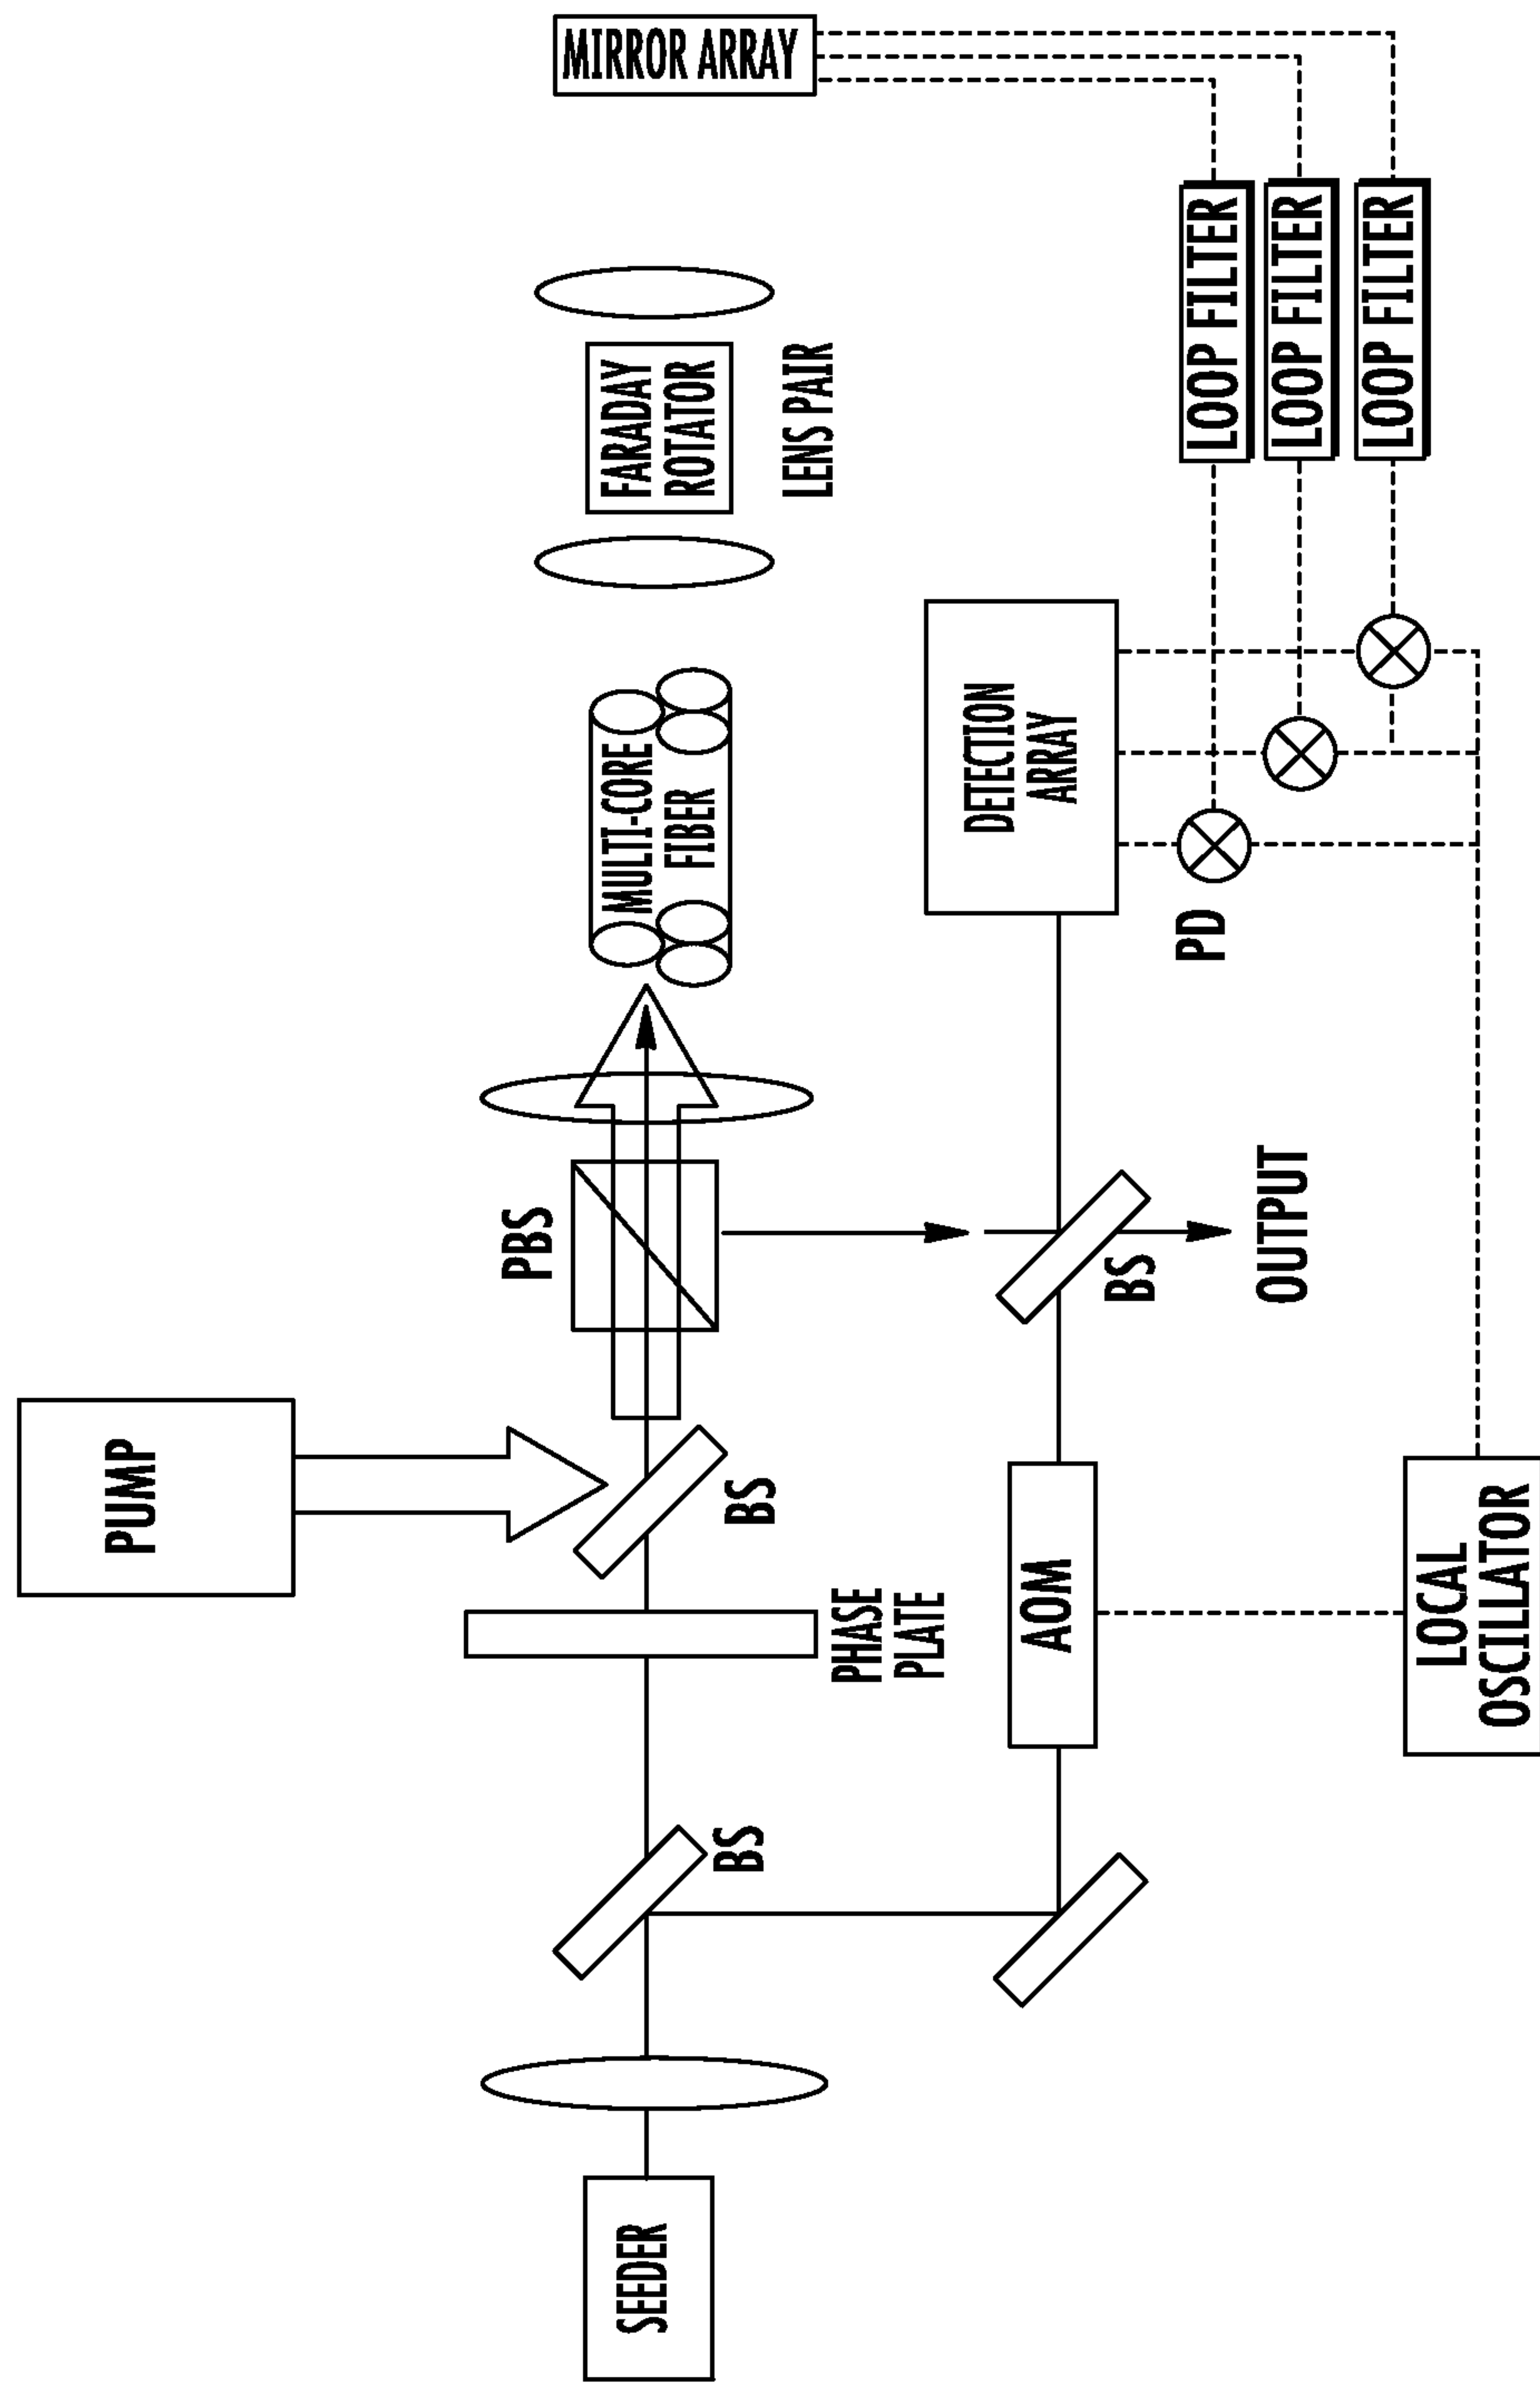 SEEDER
BS
PHASE
PLATE
PUMP
BS
PBS
MULTI-CORE
FIBER
FARADAY
ROTATOR
LENS PAIR
MIRROR ARRAY
AOM
BS
OUTPUT
DETECTION
ARRAY
PD
LOOP FILTER
LOOP FILTER
LOOP FILTER
LOCAL
OSCILLATOR